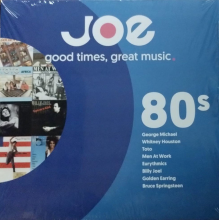 JOE
good times, great music.
80s
George Michael
Whitney Houston
Toto
Men At Work
Eurythmics
Billy Joel
Golden Earring
Bruce Springsteen